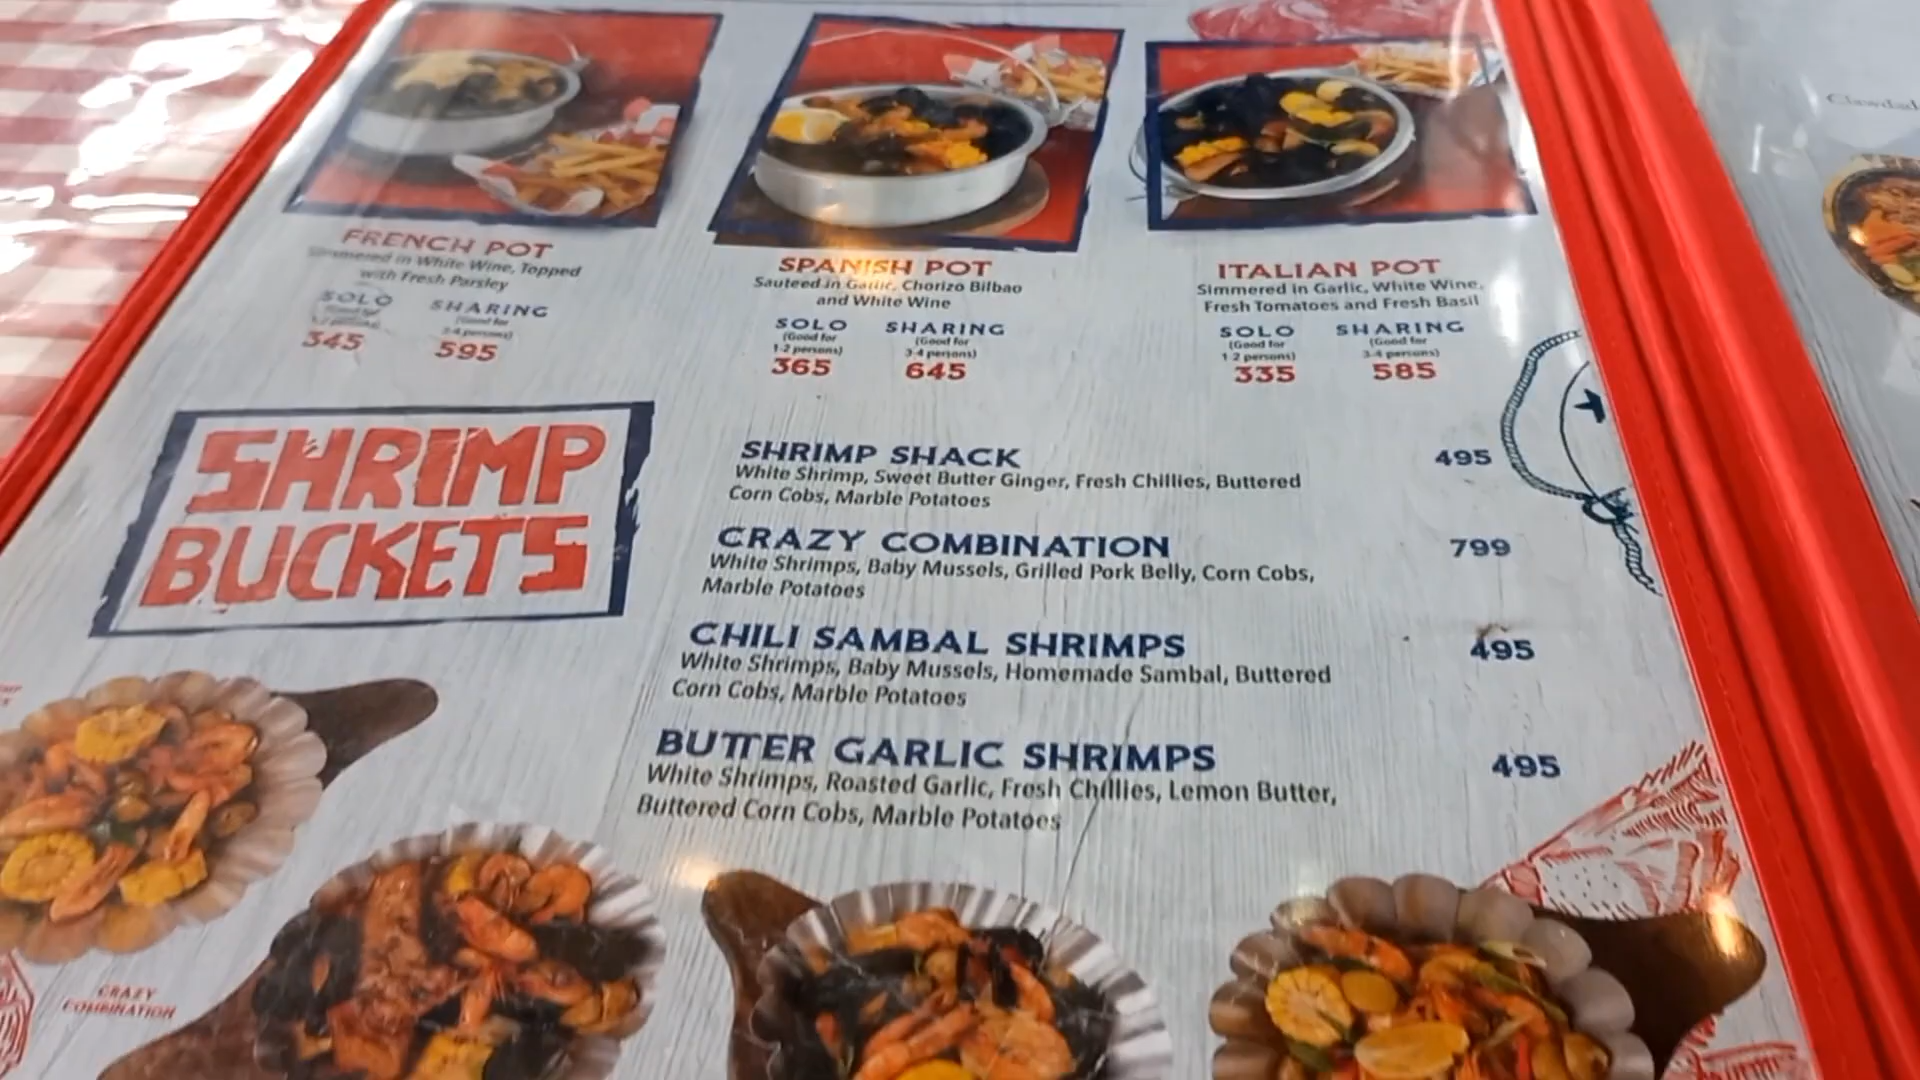 FRENCH POT
Simmered in White Wine, Topped
with Fresh Parsley
SOLO
(Good for
1-2 persons)
345
SHARING
(Good for
3-4 persons)
595
SPANISH POT
Sauteed in Garlic, Chorizo Bilbao
and White Wine
SOLO
(Good for
1-2 persons)
365
SHARING
(Good for
3-4 persons)
645
ITALIAN POT
Simmered in Garlic, White Wine,
Fresh Tomatoes and Fresh Basil
SOLO
(Good for
1-2 persons)
335
SHARING
(Good for
3-4 persons)
585
SHRIMP
BUCKETS
SHRIMP SHACK 495
White Shrimp, Sweet Butter Ginger, Fresh Chillies, Buttered
Corn Cobs, Marble Potatoes
CRAZY COMBINATION 799
White Shrimps, Baby Mussels, Grilled Pork Belly, Corn Cobs,
Marble Potatoes
CHILI SAMBAL SHRIMPS 495
White Shrimps, Baby Mussels, Homemade Sambal, Buttered
Corn Cobs, Marble Potatoes
BUTTER GARLIC SHRIMPS 495
White Shrimps, Roasted Garlic, Fresh Chillies, Lemon Butter,
Buttered Corn Cobs, Marble Potatoes
CRAZY
COMBINATION